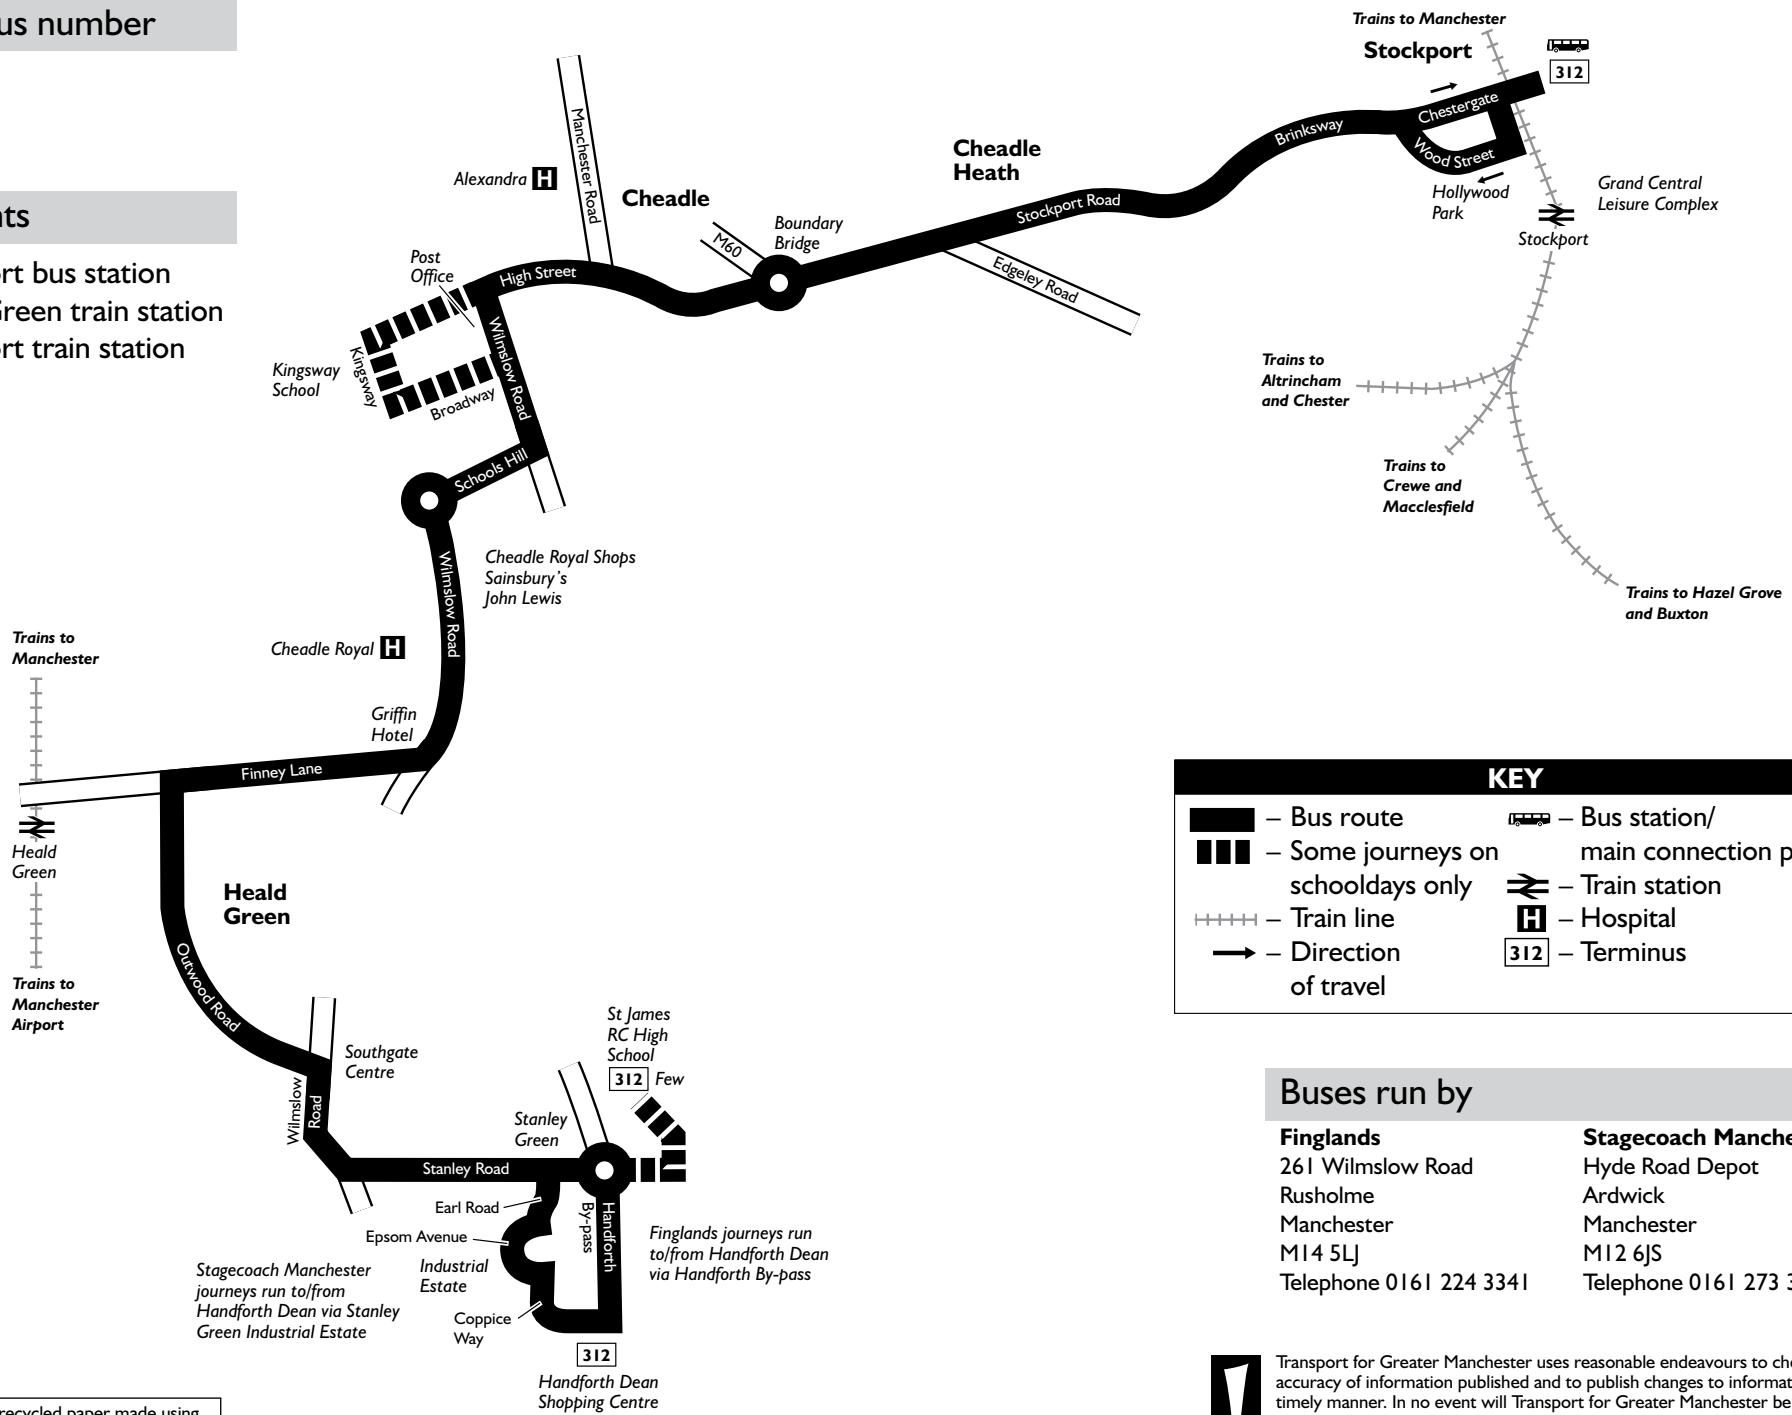 us number
nts
ort bus station
Green train station
ort train station
Trains to Manchester
Stockport
312
Chestergate
Brinksway
Wood Street
Hollywood
Park
Grand Central
Leisure Complex
Stockport
Cheadle
Heath
Stockport Road
Edgeley Road
Manchester Road
Alexandra H
Cheadle
M60
Boundary
Bridge
Post
Office
High Street
Wilmslow Road
Kingsway
School
Kingsway
Broadway
Schools Hill
Trains to
Altrincham
and Chester
Trains to
Crewe and
Macclesfield
Trains to Hazel Grove
and Buxton
Wilmslow Road
Cheadle Royal Shops
Sainsbury's
John Lewis
Cheadle Royal H
Griffin
Hotel
Finney Lane
Trains to
Manchester
Heald
Green
Trains to
Manchester
Airport
Heald
Green
Outwood Road
Southgate
Centre
Wilmslow
Road
St James
RC High
School
312 Few
Stanley
Green
Stanley Road
Earl Road
Epsom Avenue
Industrial
Estate
Coppice
Way
Handforth
By-pass
Finglands journeys run
to/from Handforth Dean
via Handforth By-pass
Stagecoach Manchester
journeys run to/from
Handforth Dean via Stanley
Green Industrial Estate
312
Handforth Dean
Shopping Centre
KEY
– Bus route
– Some journeys on
schooldays only
– Train line
– Direction
of travel
– Bus station/
main connection p
– Train station
H – Hospital
312 – Terminus
Buses run by
Finglands
261 Wilmslow Road
Rusholme
Manchester
M14 5LJ
Telephone 0161 224 3341
Stagecoach Manche
Hyde Road Depot
Ardwick
Manchester
M12 6JS
Telephone 0161 273 3
Transport for Greater Manchester uses reasonable endeavours to che
accuracy of information published and to publish changes to informat
timely manner. In no event will Transport for Greater Manchester be
recycled paper made using